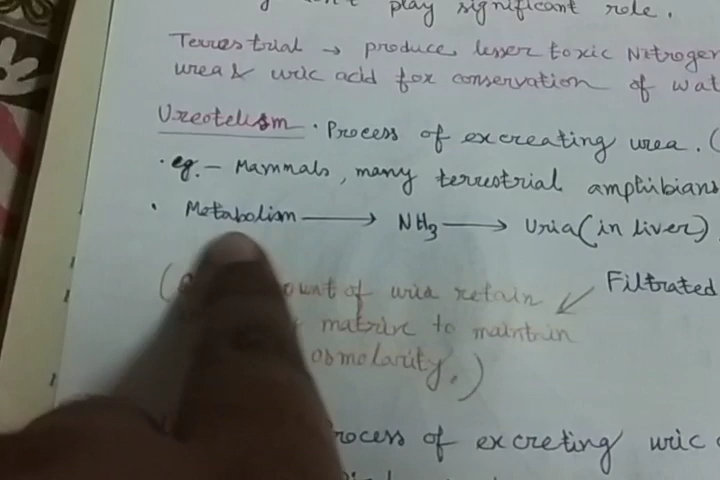 play significant role.
Terrestrial → produce lesser toxic Nitrogen
urea & uric acid for conservation of wat
Ureotelism · Process of excreating urea. (
· eg. – Mammals, many terrestrial amphibians
· Metabolism → NH3 → Uria (in liver).
( ount of uria retain Filtrated
matrix to maintain
osmolarity.)
rocess of excreting uric